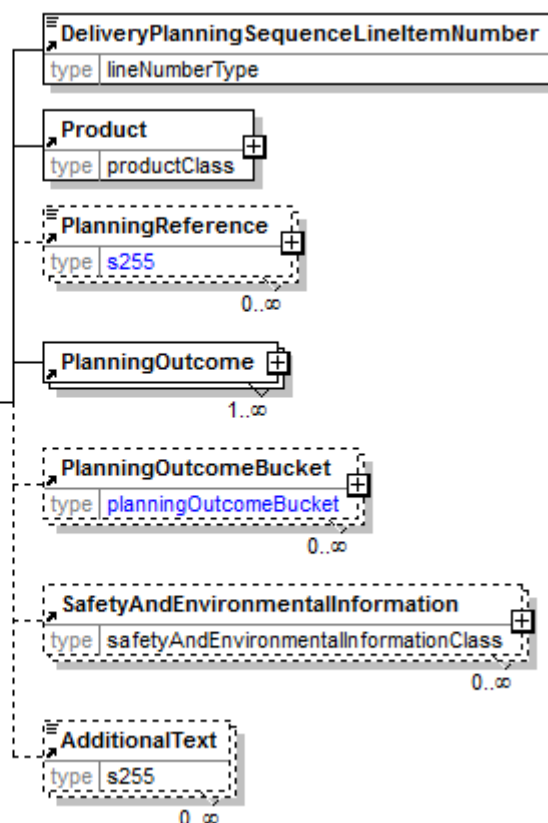 DeliveryPlanningSequenceLineItemNumber
type lineNumberType
Product
type productClass
PlanningReference
type s255
0..∞
PlanningOutcome
1..∞
PlanningOutcomeBucket
type planningOutcomeBucket
0..∞
SafetyAndEnvironmentalInformation
type safetyAndEnvironmentalInformationClass
0..∞
AdditionalText
type s255
0..∞